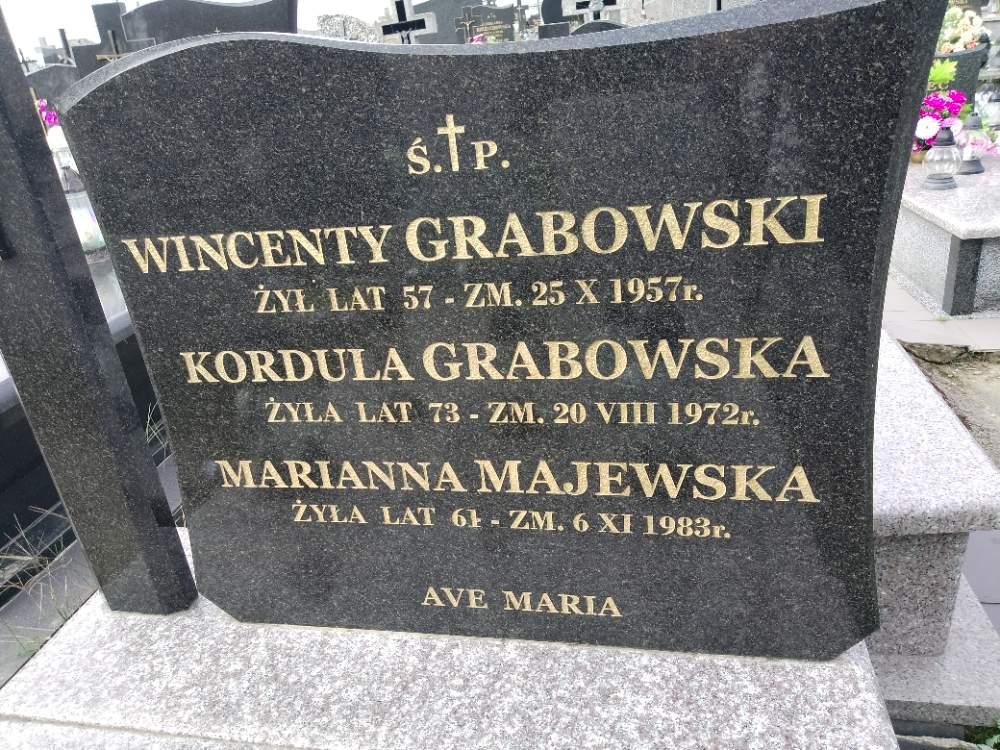 Ś.†P.
WINCENTY GRABOWSKI
ŻYŁ LAT 57 - ZM. 25 X 1957r.
KORDULA GRABOWSKA
ŻYŁA LAT 73 - ZM. 20 VIII 1972r.
MARIANNA MAJEWSKA
ŻYŁA LAT 61 - ZM. 6 XI 1983r.
AVE MARIA